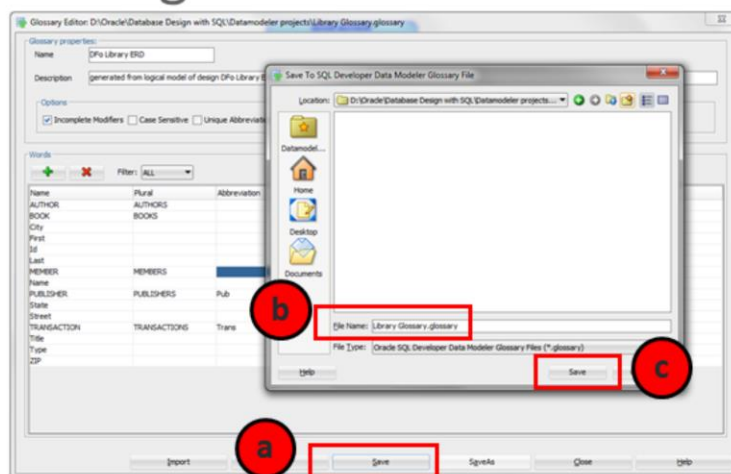 Glossary Editor: D:\Oracle\Database Design with SQL\Datamodeler projects\Library Glossary.glossary
Glossary properties:
Name DFo Library ERD
Description generated from logical model of design DFo Library E
Options
Incomplete Modifiers Case Sensitive Unique Abbreviate
Words
Filter: ALL
Name Plural Abbreviation
AUTHOR AUTHORS
BOOK BOOKS
City
First
Id
Last
MEMBER MEMBERS
Name
PUBLISHER PUBLISHERS Pub
State
Street
TRANSACTION TRANSACTIONS Trans
Title
Type
ZIP
Import Save SaveAs Close Help
a
Save To SQL Developer Data Modeler Glossary File
Location: D:\Oracle\Database Design with SQL\Datamodeler projects...
Datamodel...
Home
Desktop
Documents
b
File Name: Library Glossary.glossary
File Type: Oracle SQL Developer Data Modeler Glossary Files (*.glossary)
Help Save
c